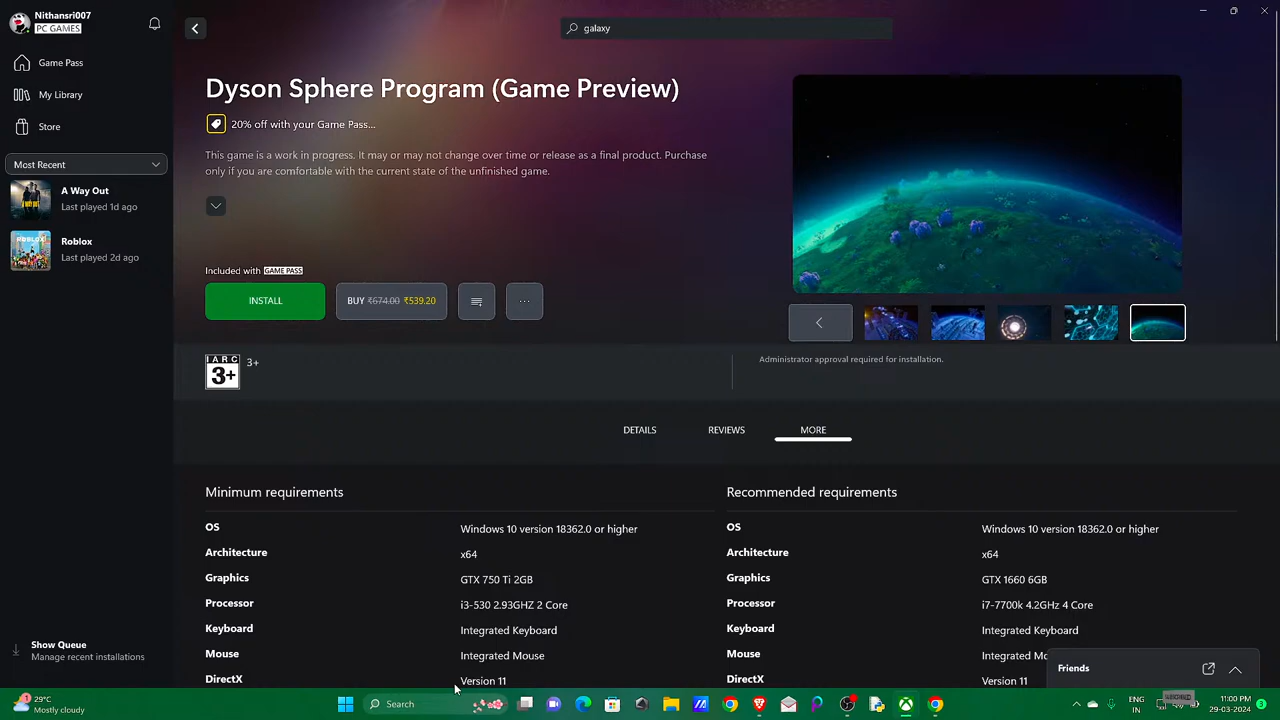 Nithansri007
PC GAMES
galaxy
Game Pass
My Library
Store
Most Recent
A Way Out
Last played 1d ago
ROBLOX
Roblox
Last played 2d ago
Show Queue
Manage recent installations
Dyson Sphere Program (Game Preview)
20% off with your Game Pass...
This game is a work in progress. It may or may not change over time or release as a final product. Purchase
only if you are comfortable with the current state of the unfinished game.
Included with GAME PASS
INSTALL
BUY ₹674.00 ₹539.20
...
IARC
3+
3+
Administrator approval required for installation.
DETAILS
REVIEWS
MORE
Minimum requirements
OS
Windows 10 version 18362.0 or higher
Architecture
x64
Graphics
GTX 750 Ti 2GB
Processor
i3-530 2.93GHZ 2 Core
Keyboard
Integrated Keyboard
Mouse
Integrated Mouse
DirectX
Version 11
Recommended requirements
OS
Windows 10 version 18362.0 or higher
Architecture
x64
Graphics
GTX 1660 6GB
Processor
i7-7700k 4.2GHz 4 Core
Keyboard
Integrated Keyboard
Mouse
Integrated Mo
DirectX
Version 11
Friends
29°C
Mostly cloudy
Search
ENG
IN
11:00 PM
29-03-2024